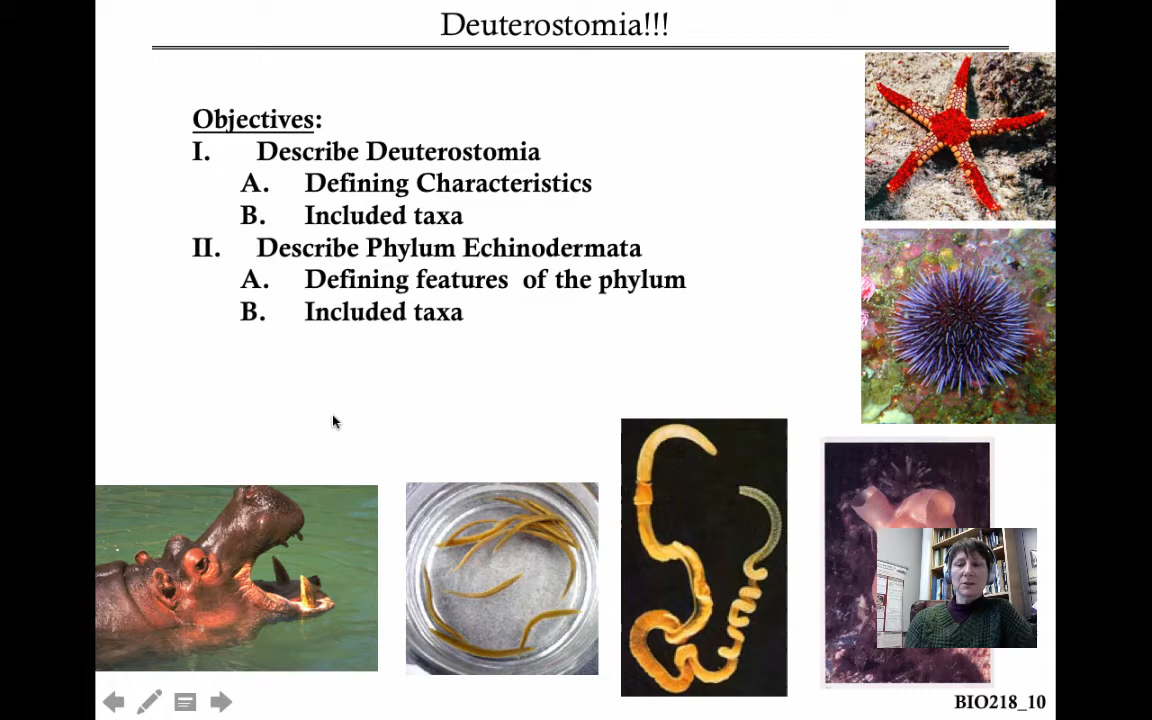 Deuterostomia!!!
Objectives:
I. Describe Deuterostomia
A. Defining Characteristics
B. Included taxa
II. Describe Phylum Echinodermata
A. Defining features of the phylum
B. Included taxa
BIO218_10